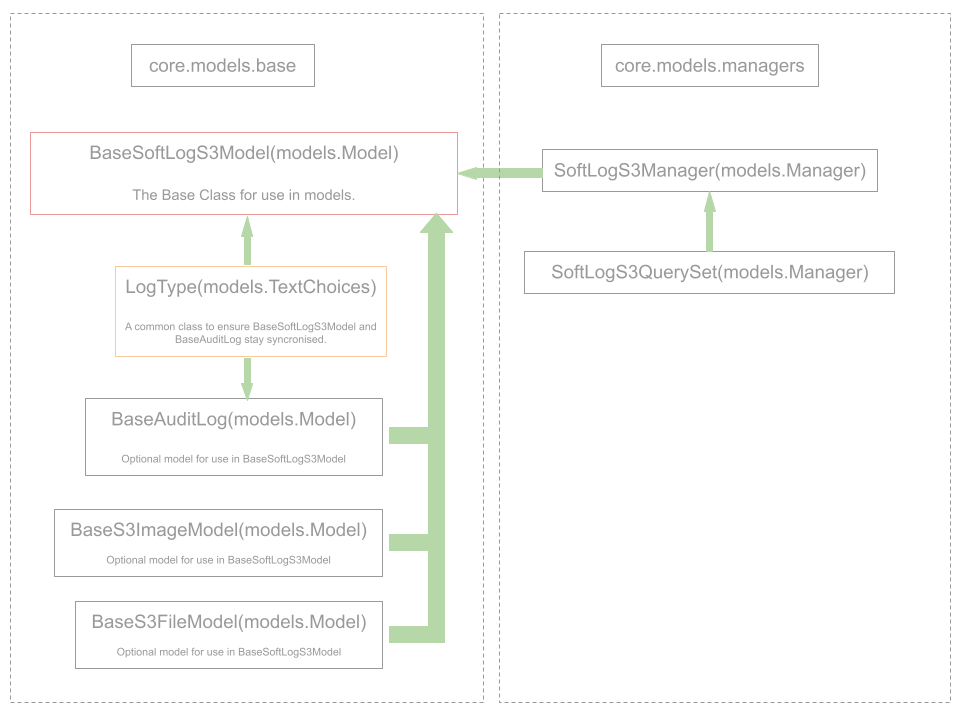 core.models.base
BaseSoftLogS3Model(models.Model)
The Base Class for use in models.
LogType(models.TextChoices)
A common class to ensure BaseSoftLogS3Model and
BaseAuditLog stay syncronised.
BaseAuditLog(models.Model)
Optional model for use in BaseSoftLogS3Model
BaseS3ImageModel(models.Model)
Optional model for use in BaseSoftLogS3Model
BaseS3FileModel(models.Model)
Optional model for use in BaseSoftLogS3Model
core.models.managers
SoftLogS3Manager(models.Manager)
SoftLogS3QuerySet(models.Manager)